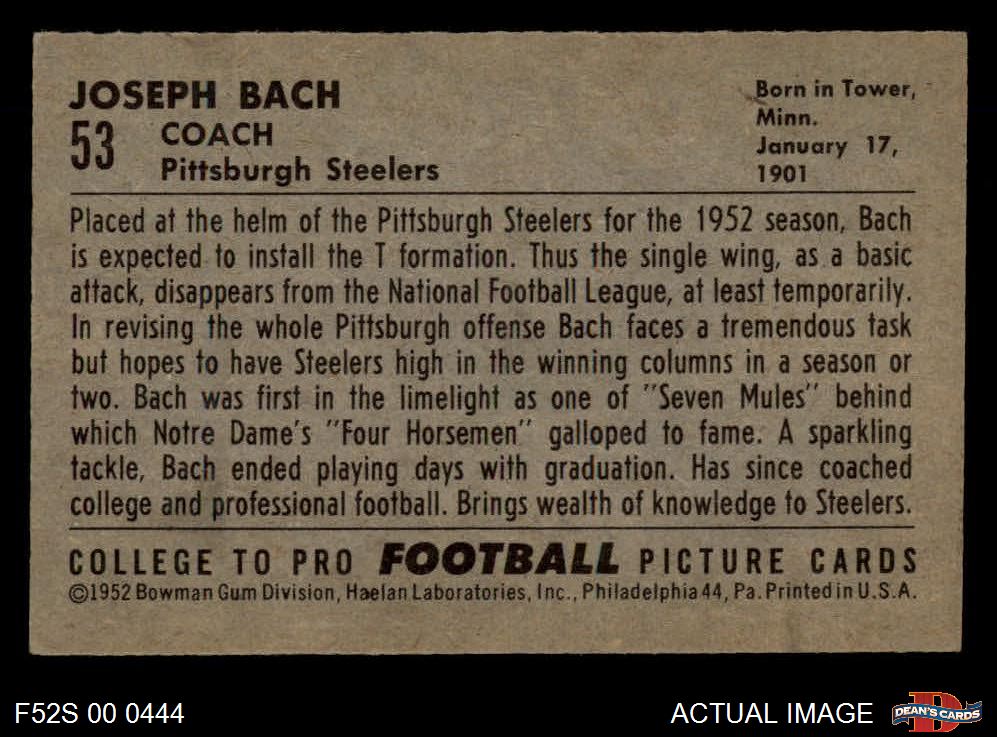 JOSEPH BACH
53 COACH
Pittsburgh Steelers
Born in Tower,
Minn.
January 17,
1901
Placed at the helm of the Pittsburgh Steelers for the 1952 season, Bach
is expected to install the T formation. Thus the single wing, as a basic
attack, disappears from the National Football League, at least temporarily.
In revising the whole Pittsburgh offense Bach faces a tremendous task
but hopes to have Steelers high in the winning columns in a season or
two. Bach was first in the limelight as one of "Seven Mules" behind
which Notre Dame's "Four Horsemen" galloped to fame. A sparkling
tackle, Bach ended playing days with graduation. Has since coached
college and professional football. Brings wealth of knowledge to Steelers.
COLLEGE TO PRO FOOTBALL PICTURE CARDS
©1952 Bowman Gum Division, Haelan Laboratories, Inc., Philadelphia 44, Pa. Printed in U.S.A.
F52S 00 0444
ACTUAL IMAGE
D
DEAN'S CARDS